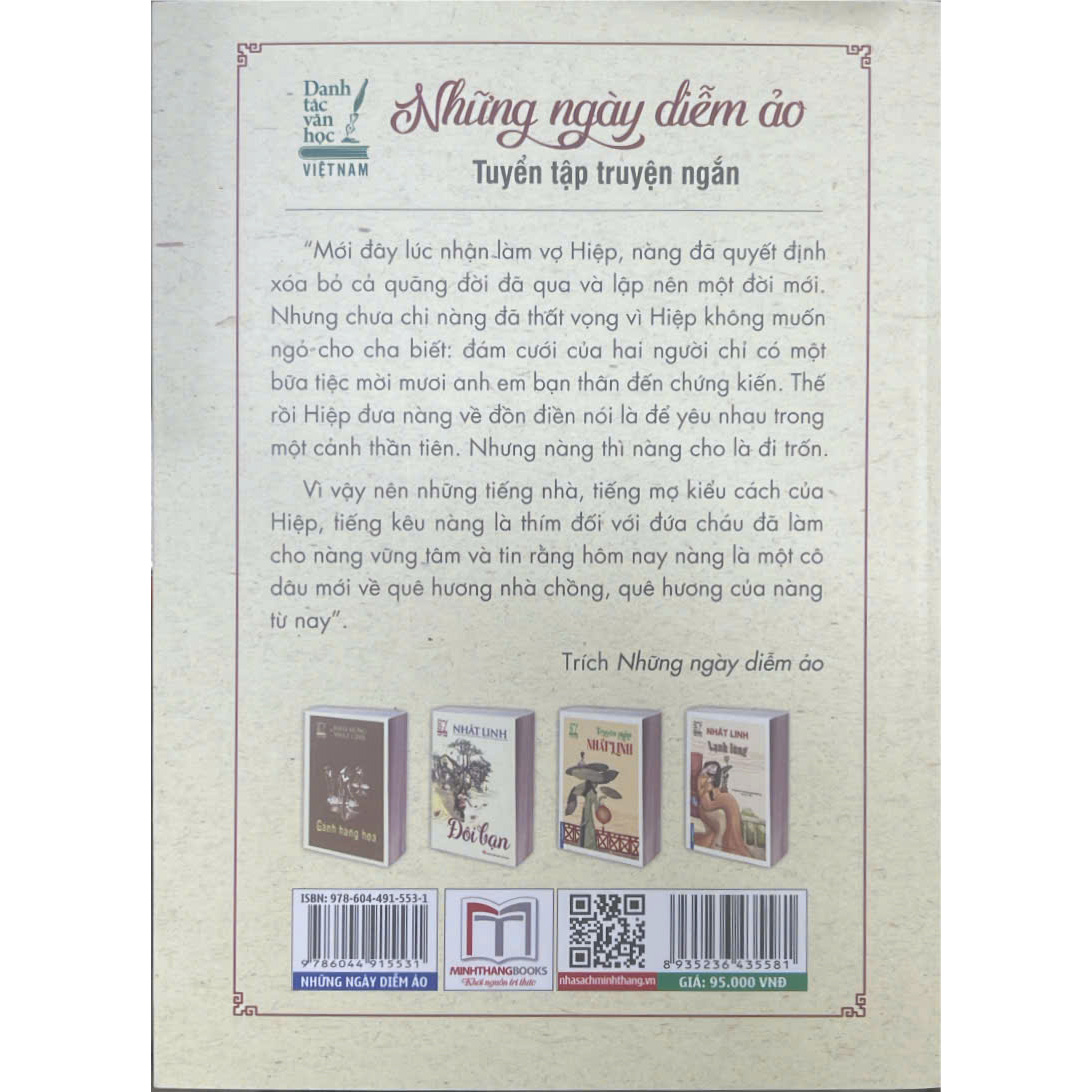 Danh
tác
văn
học
VIỆTNAM
Những ngày diễm ảo
Tuyển tập truyện ngắn
“Mới đây lúc nhận làm vợ Hiệp, nàng đã quyết định
xóa bỏ cả quãng đời đã qua và lập nên một đời mới.
Nhưng chưa chi nàng đã thất vọng vì Hiệp không muốn
ngỏ cho cha biết: đám cưới của hai người chỉ có một
bữa tiệc mời mươi anh em bạn thân đến chứng kiến. Thế
rồi Hiệp đưa nàng về đồn điền nói là để yêu nhau trong
một cảnh thần tiên. Nhưng nàng thì nàng cho là đi trốn.
Vì vậy nên những tiếng nhà, tiếng mợ kiểu cách của
Hiệp, tiếng kêu nàng là thím đối với đứa cháu đã làm
cho nàng vững tâm và tin rằng hôm nay nàng là một cô
dâu mới về quê hương nhà chồng, quê hương của nàng
từ nay”.
Trích Những ngày diễm ảo
Gánh hàng hoa
NHẤT LINH
Đôi bạn
Truyện ngắn
NHẤT LINH
NHẤT LINH
Lạnh lùng
ISBN: 978-604-491-553-1
9 786044 915531
NHỮNG NGÀY DIỄM ẢO
MINHTHANGBOOKS
Khơi nguồn tri thức
nhasachminhthang.vn
8 935236 435581
GIÁ: 95.000 VNĐ